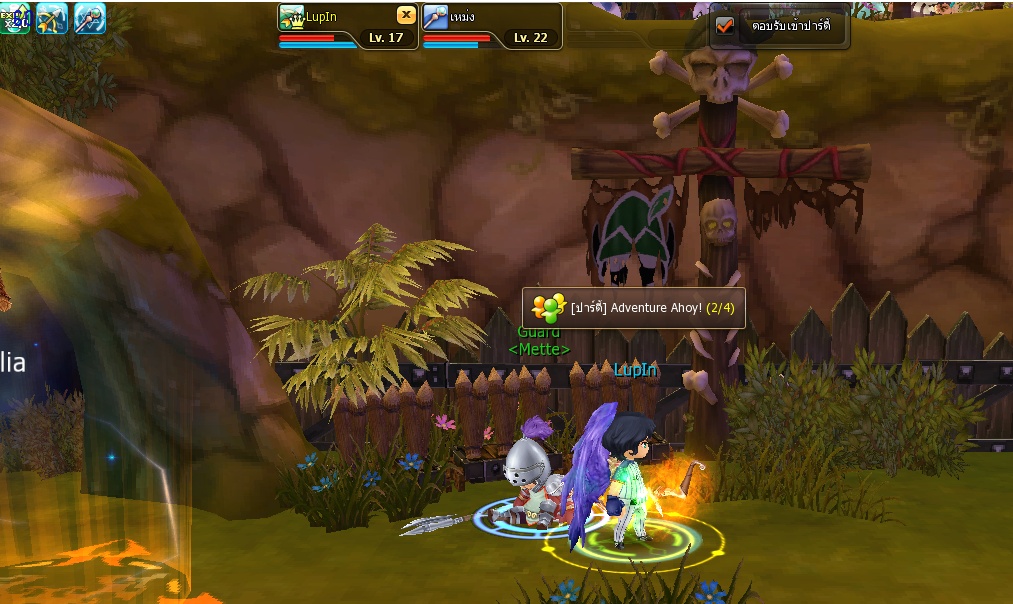 LupIn
Lv. 17
เหม่ง
Lv. 22
ตอบรับเข้าปาร์ตี้
[ปาร์ตี้] Adventure Ahoy! (2/4)
Guard
<Mette>
LupIn
lia